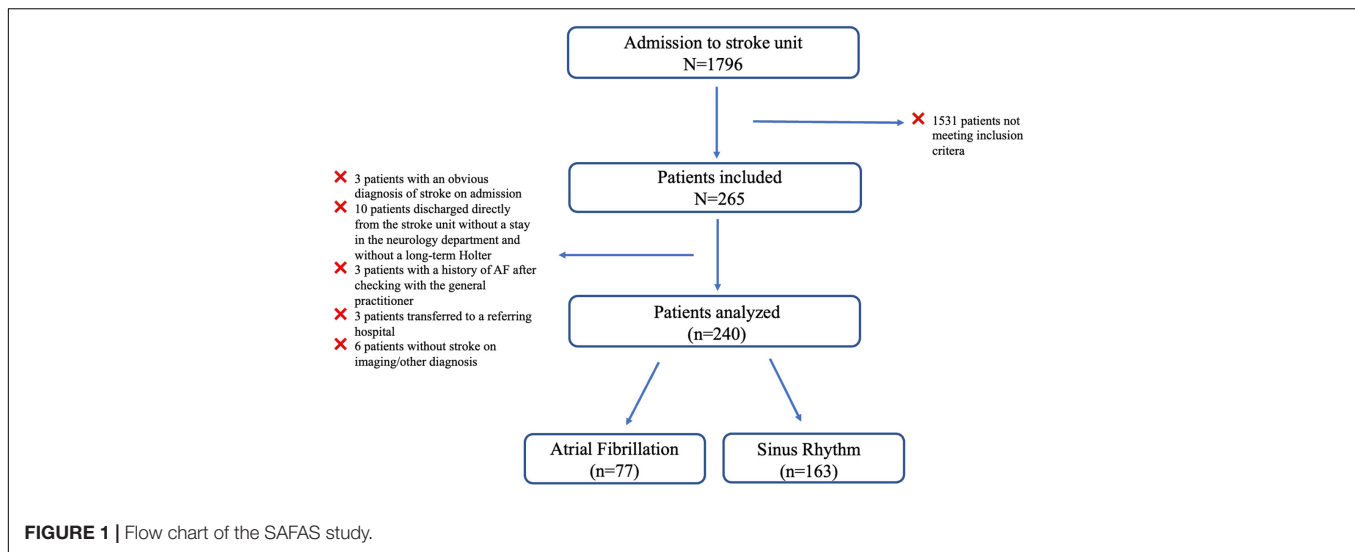 Admission to stroke unit
N=1796
1531 patients not
meeting inclusion
critera
Patients included
N=265
3 patients with an obvious
diagnosis of stroke on admission
10 patients discharged directly
from the stroke unit without a stay
in the neurology department and
without a long-term Holter
3 patients with a history of AF after
checking with the general
practitioner
3 patients transferred to a referring
hospital
6 patients without stroke on
imaging/other diagnosis
Patients analyzed
(n=240)
Atrial Fibrillation
(n=77)
Sinus Rhythm
(n=163)
FIGURE 1 | Flow chart of the SAFAS study.